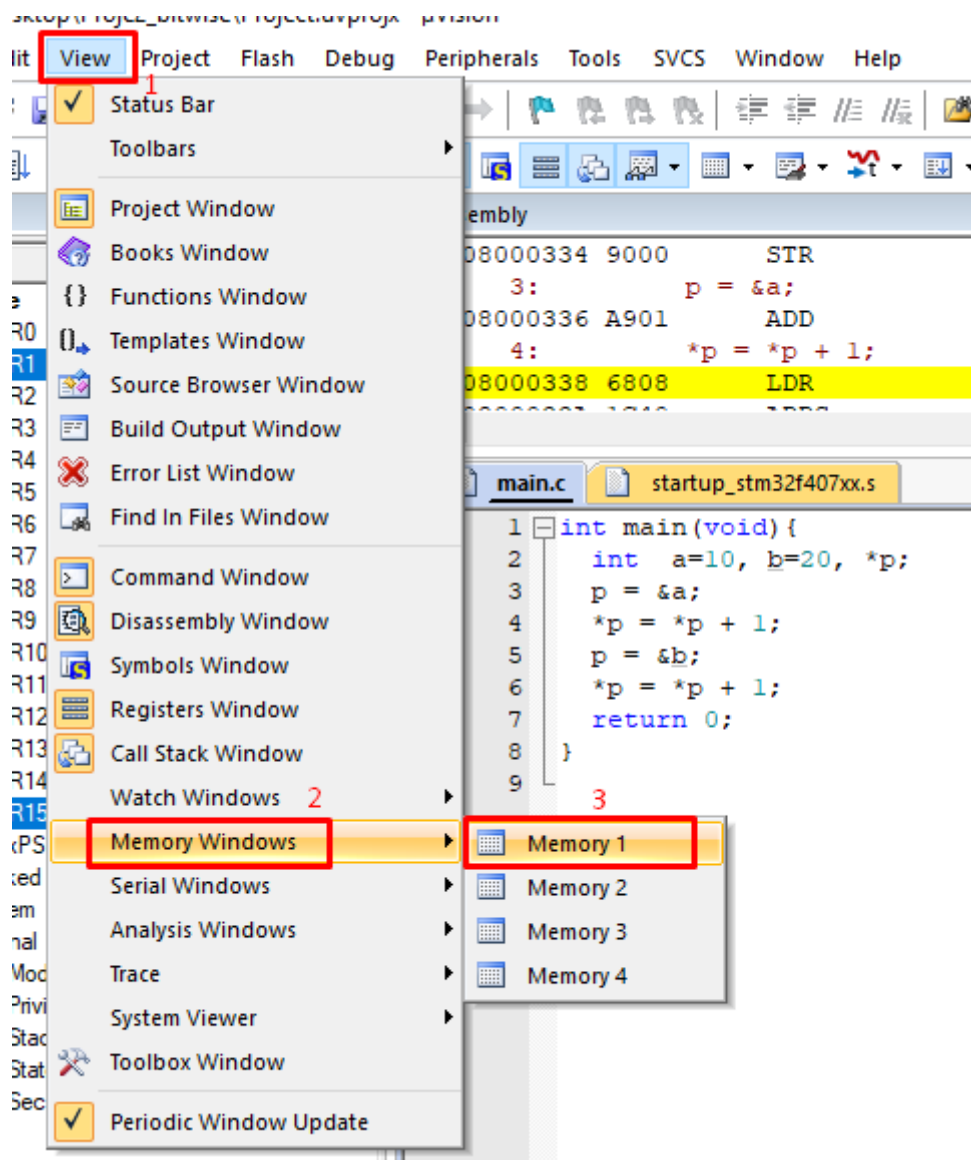 View Project Flash Debug Peripherals Tools SVCS Window Help
1
Status Bar
Toolbars
Project Window
Books Window
Functions Window
Templates Window
Source Browser Window
Build Output Window
Error List Window
Find In Files Window
Command Window
Disassembly Window
Symbols Window
Registers Window
Call Stack Window
Watch Windows 2
Memory Windows
Serial Windows
Analysis Windows
Trace
System Viewer
Toolbox Window
Periodic Window Update
3
Memory 1
Memory 2
Memory 3
Memory 4
R0
R1
R2
R3
R4
R5
R6
R7
R8
R9
R10
R11
R12
R13
R14
R15
embly
08000334 9000 STR
3: p = &a;
08000336 A901 ADD
4: *p = *p + 1;
08000338 6808 LDR
main.c startup_stm32f407xx.s
1 int main(void){
2 int a=10, b=20, *p;
3 p = &a;
4 *p = *p + 1;
5 p = &b;
6 *p = *p + 1;
7 return 0;
8 }
9